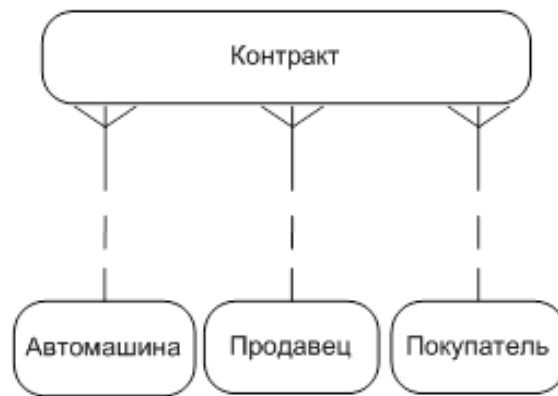 Контракт
Автомашина
Продавец
Покупатель